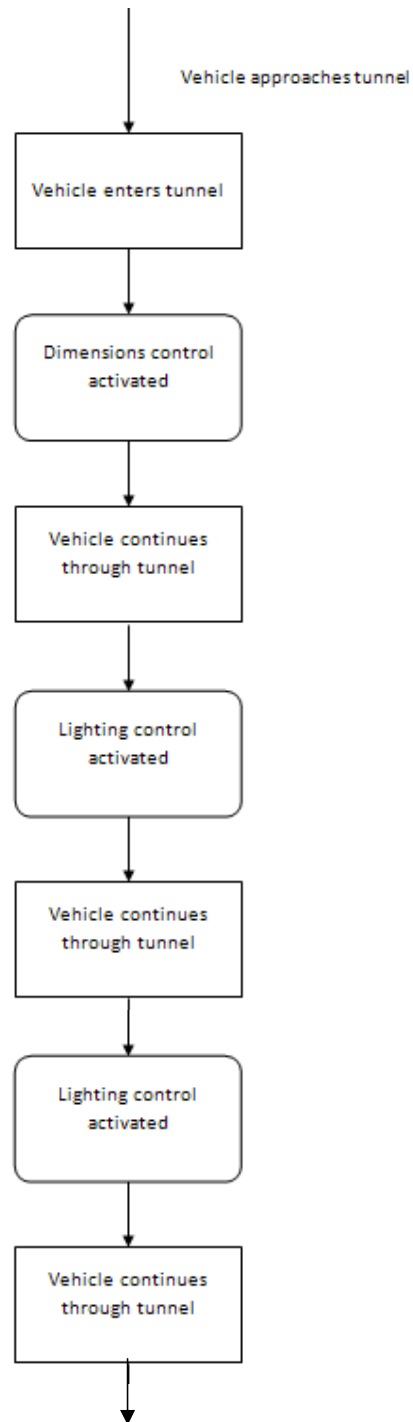 Vehicle approaches tunnel
Vehicle enters tunnel
Dimensions control
activated
Vehicle continues
through tunnel
Lighting control
activated
Vehicle continues
through tunnel
Lighting control
activated
Vehicle continues
through tunnel